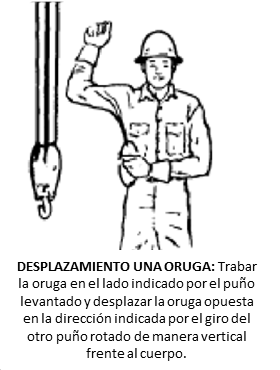 DESPLAZAMIENTO UNA ORUGA: Trabar
la oruga en el lado indicado por el puño
levantado y desplazar la oruga opuesta
en la dirección indicada por el giro del
otro puño rotado de manera vertical
frente al cuerpo.